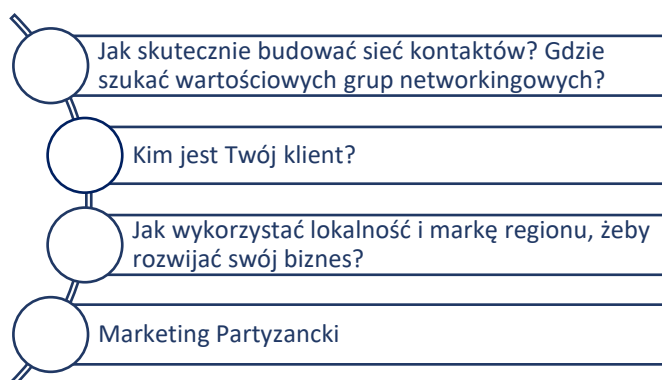 Jak skutecznie budować sieć kontaktów? Gdzie
szukać wartościowych grup networkingowych?
Kim jest Twój klient?
Jak wykorzystać lokalność i markę regionu, żeby
rozwijać swój biznes?
Marketing Partyzancki